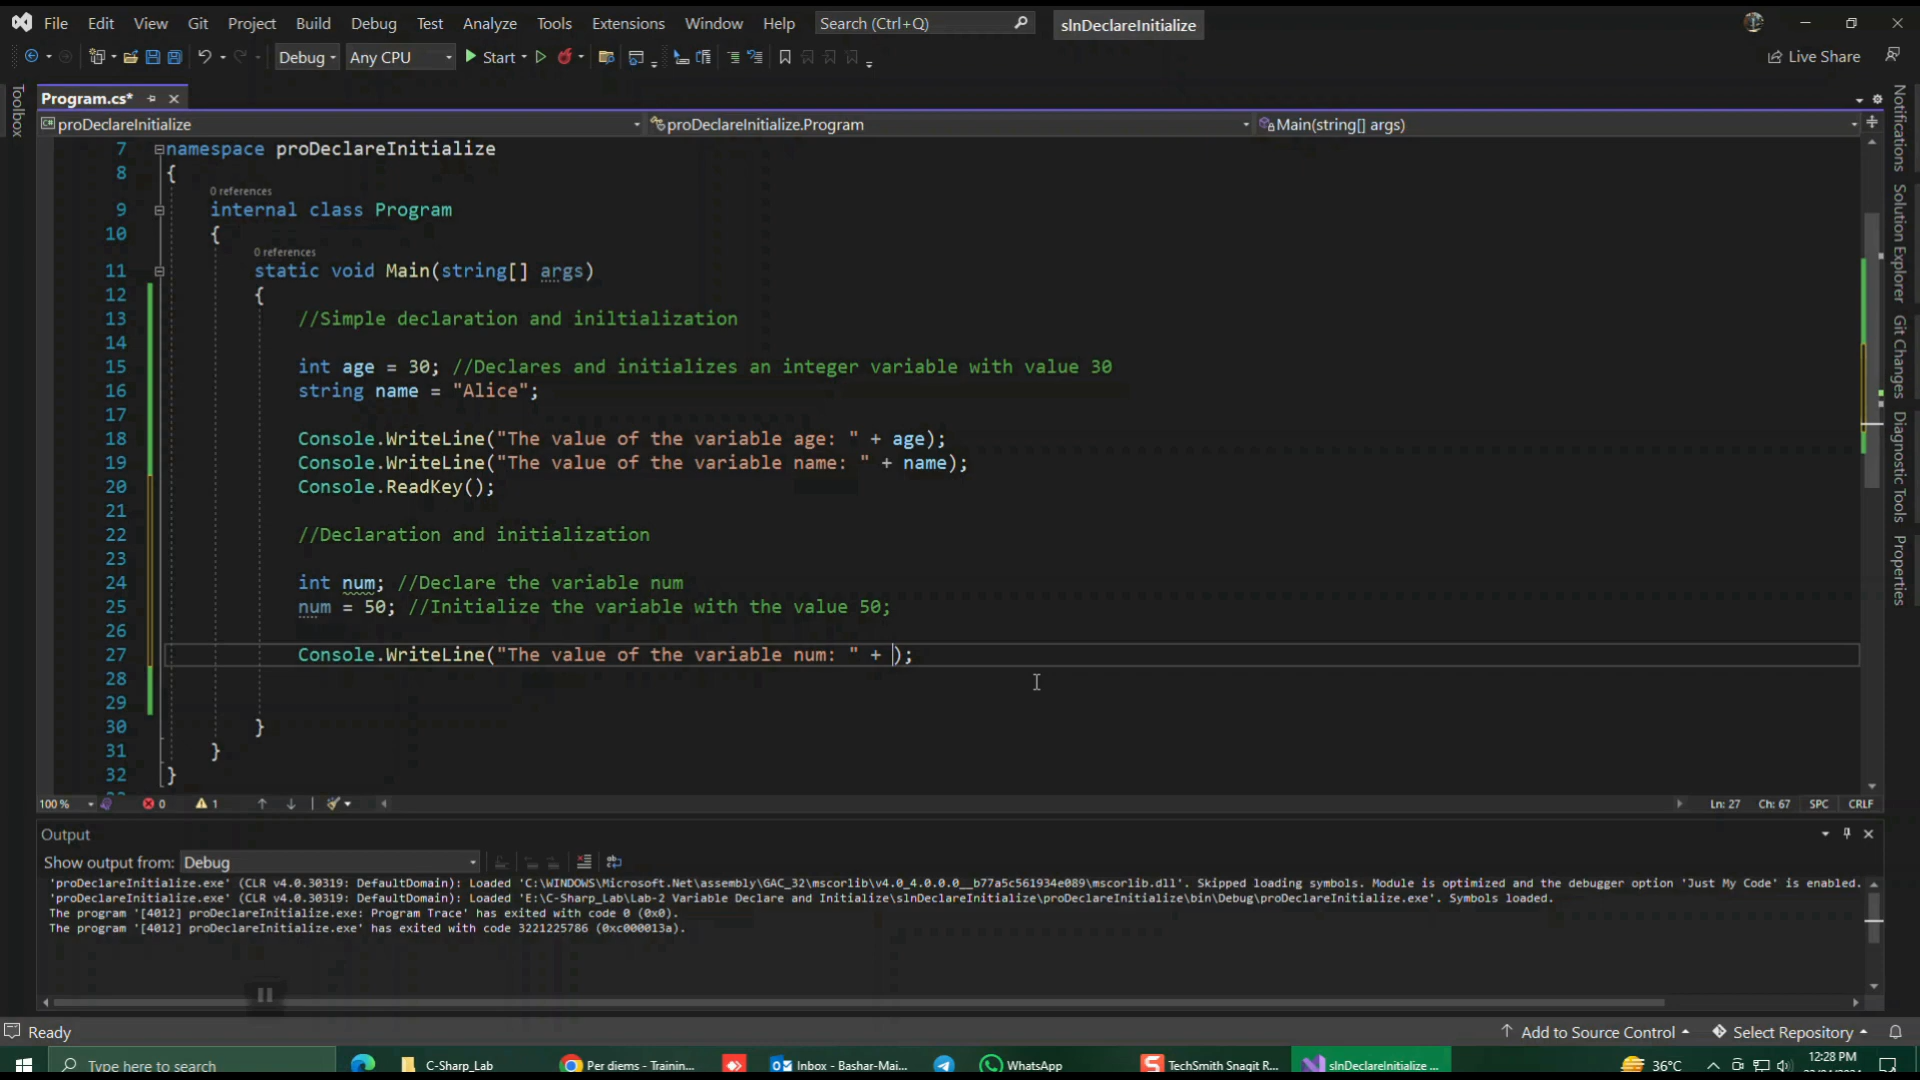 File Edit View Git Project Build Debug Test Analyze Tools Extensions Window Help Search (Ctrl+Q) slnDeclareInitialize
Debug Any CPU Start Live Share
Toolbox
Program.cs*
proDeclareInitialize proDeclareInitialize.Program Main(string[] args)
7 namespace proDeclareInitialize
8 {
0 references
9 internal class Program
10 {
0 references
11 static void Main(string[] args)
12 {
13 //Simple declaration and iniltialization
14
15 int age = 30; //Declares and initializes an integer variable with value 30
16 string name = "Alice";
17
18 Console.WriteLine("The value of the variable age: " + age);
19 Console.WriteLine("The value of the variable name: " + name);
20 Console.ReadKey();
21
22 //Declaration and initialization
23
24 int num; //Declare the variable num
25 num = 50; //Initialize the variable with the value 50;
26
27 Console.WriteLine("The value of the variable num: " + );
28
29
30 }
31 }
32 }
Notifications
Solution Explorer
Git Changes
Diagnostic Tools
Properties
100 % 0 1 Ln: 27 Ch: 67 SPC CRLF
Output
Show output from: Debug
'proDeclareInitialize.exe' (CLR v4.0.30319: DefaultDomain): Loaded 'C:\WINDOWS\Microsoft.Net\assembly\GAC_32\mscorlib\v4.0_4.0.0.0__b77a5c561934e089\mscorlib.dll'. Skipped loading symbols. Module is optimized and the debugger option 'Just My Code' is enabled.
'proDeclareInitialize.exe' (CLR v4.0.30319: DefaultDomain): Loaded 'E:\C-Sharp_Lab\Lab-2 Variable Declare and Initialize\slnDeclareInitialize\proDeclareInitialize\bin\Debug\proDeclareInitialize.exe'. Symbols loaded.
The program '[4012] proDeclareInitialize.exe: Program Trace' has exited with code 0 (0x0).
The program '[4012] proDeclareInitialize.exe' has exited with code 3221225786 (0xc000013a).
Ready Add to Source Control Select Repository
Type here to search C-Sharp_Lab Per diems - Trainin... Inbox - Bashar-Mai... WhatsApp TechSmith Snagit R... slnDeclareInitialize ... 36°C 12:28 PM